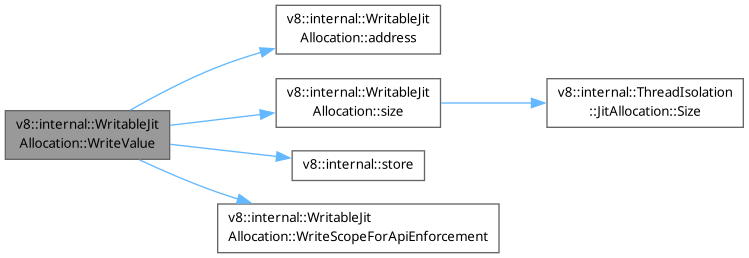 v8::internal::WritableJit
Allocation::WriteValue
v8::internal::WritableJit
Allocation::address
v8::internal::WritableJit
Allocation::size
v8::internal::ThreadIsolation
::JitAllocation::Size
v8::internal::store
v8::internal::WritableJit
Allocation::WriteScopeForApiEnforcement